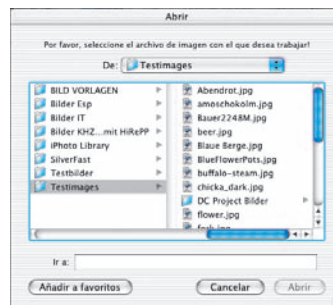 Abrir
Por favor, seleccione el archivo de imagen con el que desea trabajar!
De: Testimages
BILD VORLAGEN
Bilder Esp
Bilder IT
Bilder KHZ...mit HiRePP
iPhoto Library
SilverFast
Testbilder
Testimages
Abendrot.jpg
amoschokolm.jpg
Bauer2248M.jpg
beer.jpg
Blaue Berge.jpg
BlueFlowerPots.jpg
buffalo-steam.jpg
chicka_dark.jpg
DC Project Bilder
flower.jpg
fork.jpg
Ir a:
Añadir a favoritos
Cancelar
Abrir